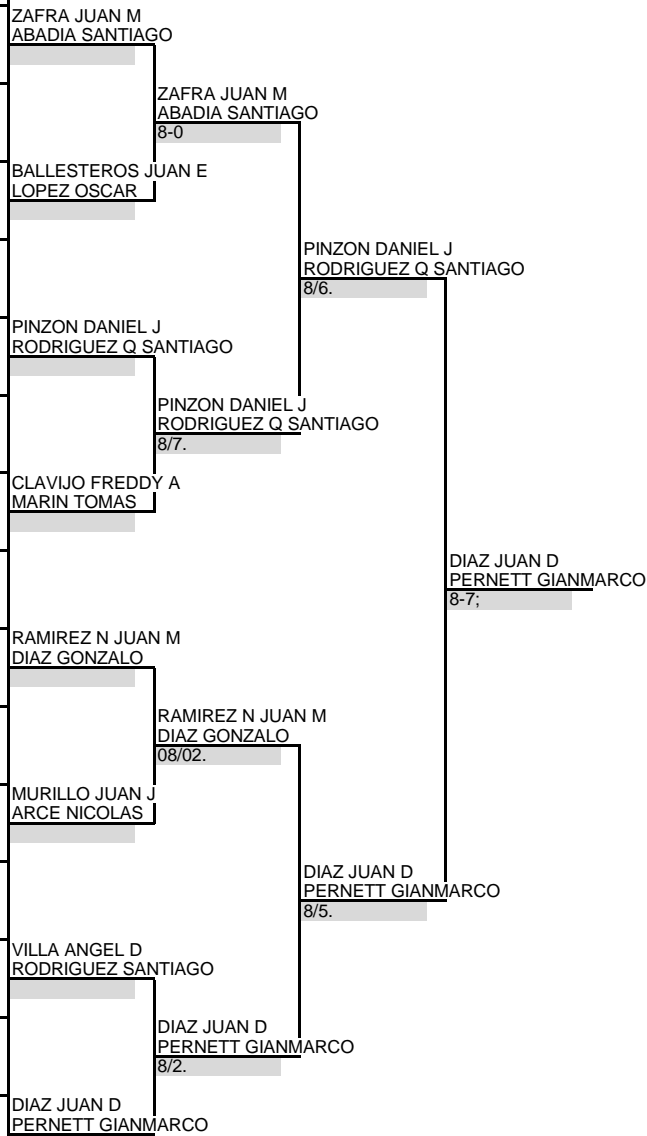 ZAFRA JUAN M
ABADIA SANTIAGO
ZAFRA JUAN M
ABADIA SANTIAGO
8-0
BALLESTEROS JUAN E
LOPEZ OSCAR
PINZON DANIEL J
RODRIGUEZ Q SANTIAGO
8/6.
PINZON DANIEL J
RODRIGUEZ Q SANTIAGO
PINZON DANIEL J
RODRIGUEZ Q SANTIAGO
8/7.
CLAVIJO FREDDY A
MARIN TOMAS
DIAZ JUAN D
PERNETT GIANMARCO
8-7;
RAMIREZ N JUAN M
DIAZ GONZALO
RAMIREZ N JUAN M
DIAZ GONZALO
08/02.
MURILLO JUAN J
ARCE NICOLAS
DIAZ JUAN D
PERNETT GIANMARCO
8/5.
VILLA ANGEL D
RODRIGUEZ SANTIAGO
DIAZ JUAN D
PERNETT GIANMARCO
8/2.
DIAZ JUAN D
PERNETT GIANMARCO